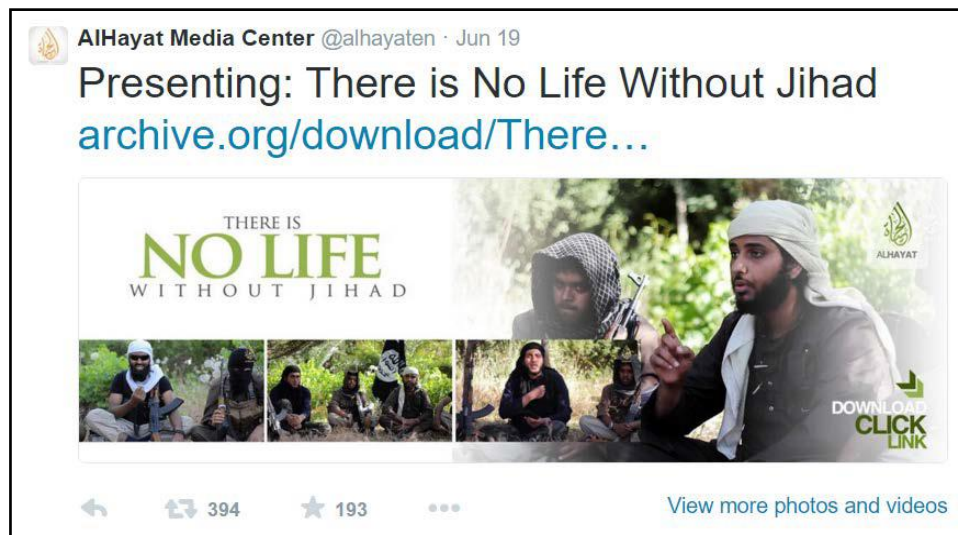 AlHayat Media Center @alhayaten · Jun 19
Presenting: There is No Life Without Jihad
archive.org/download/There…
THERE IS
NO LIFE
WITHOUT JIHAD
ALHAYAT
DOWNLOAD
CLICK
LINK
394 193
View more photos and videos